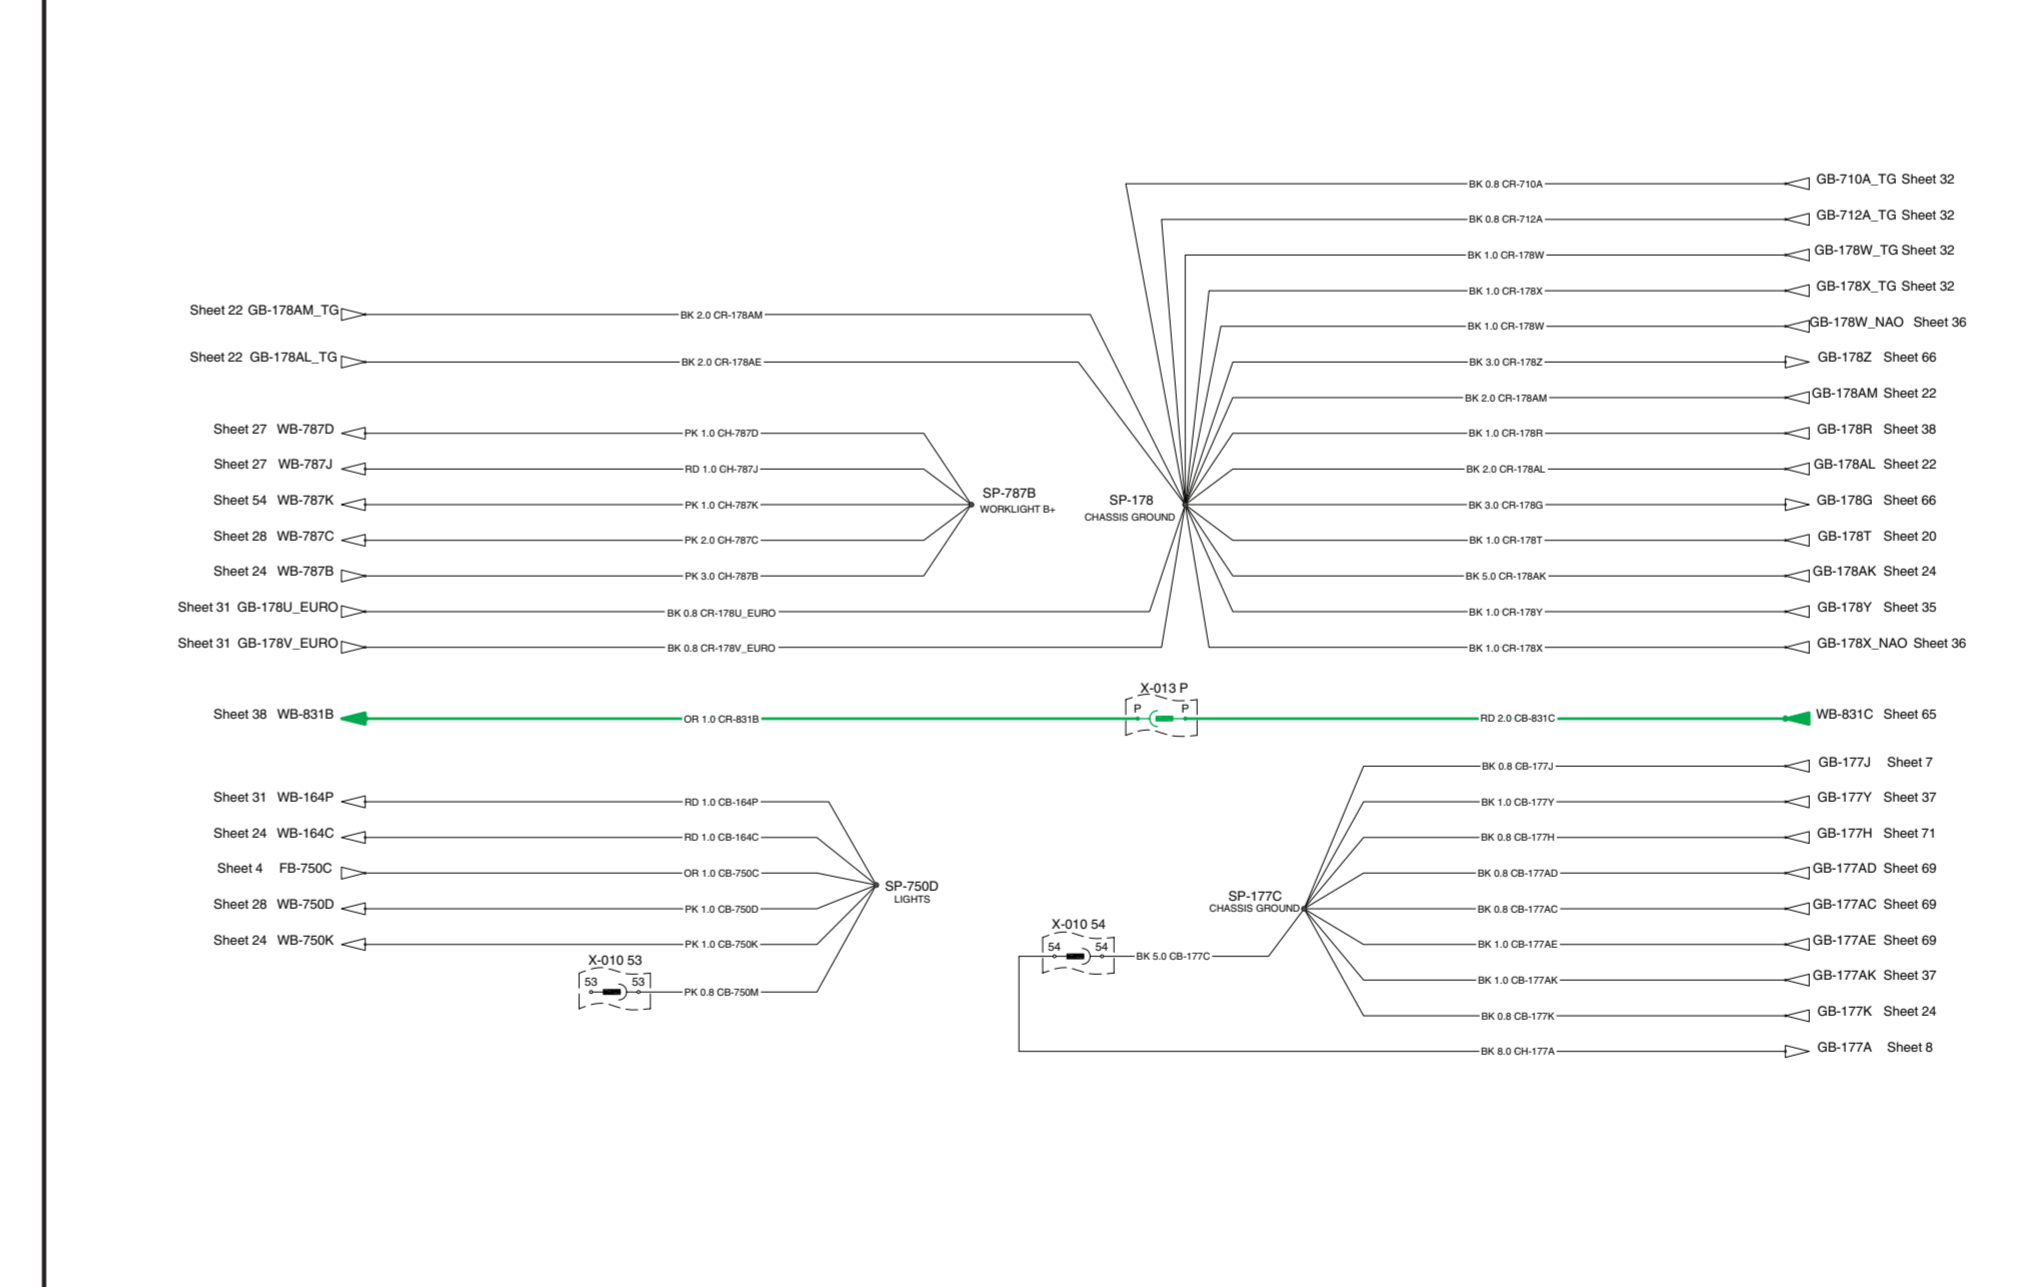 BK 0.8 CR-710A GB-710A_TG Sheet 32
BK 0.8 CR-712A GB-712A_TG Sheet 32
BK 1.0 CR-178W GB-178W_TG Sheet 32
BK 1.0 CR-178X GB-178X_TG Sheet 32
Sheet 22 GB-178AM_TG BK 2.0 CR-178AM
BK 1.0 CR-178W GB-178W_NAO Sheet 36
Sheet 22 GB-178AL_TG BK 2.0 CR-178AE
BK 3.0 CR-178Z GB-178Z Sheet 66
BK 2.0 CR-178AM GB-178AM Sheet 22
Sheet 27 WB-787D PK 1.0 CH-787D
BK 1.0 CR-178R GB-178R Sheet 38
Sheet 27 WB-787J RD 1.0 CH-787J
BK 2.0 CR-178AL GB-178AL Sheet 22
Sheet 54 WB-787K PK 1.0 CH-787K
SP-787B
WORKLIGHT B+
SP-178
CHASSIS GROUND
BK 3.0 CR-178G GB-178G Sheet 66
Sheet 28 WB-787C PK 2.0 CH-787C
BK 1.0 CR-178T GB-178T Sheet 20
Sheet 24 WB-787B PK 3.0 CH-787B
BK 5.0 CR-178AK GB-178AK Sheet 24
Sheet 31 GB-178U_EURO BK 0.8 CR-178U_EURO
BK 1.0 CR-178Y GB-178Y Sheet 35
Sheet 31 GB-178V_EURO BK 0.8 CR-178V_EURO
BK 1.0 CR-178X GB-178X_NAO Sheet 36
X-013 P
Sheet 38 WB-831B OR 1.0 CR-831B P P RD 2.0 CB-831C WB-831C Sheet 65
BK 0.8 CB-177J GB-177J Sheet 7
Sheet 31 WB-164P RD 1.0 CB-164P
BK 1.0 CB-177Y GB-177Y Sheet 37
Sheet 24 WB-164C RD 1.0 CB-164C
BK 0.8 CB-177H GB-177H Sheet 71
Sheet 4 FB-750C OR 1.0 CB-750C
BK 0.8 CB-177AD GB-177AD Sheet 69
SP-750D
LIGHTS
Sheet 28 WB-750D PK 1.0 CB-750D
SP-177C
CHASSIS GROUND
BK 0.8 CB-177AC GB-177AC Sheet 69
Sheet 24 WB-750K PK 1.0 CB-750K
X-010 54
54 54 BK 5.0 CB-177C
BK 1.0 CB-177AE GB-177AE Sheet 69
X-010 53
53 53 PK 0.8 CB-750M
BK 1.0 CB-177AK GB-177AK Sheet 37
BK 0.8 CB-177K GB-177K Sheet 24
BK 8.0 CH-177A GB-177A Sheet 8